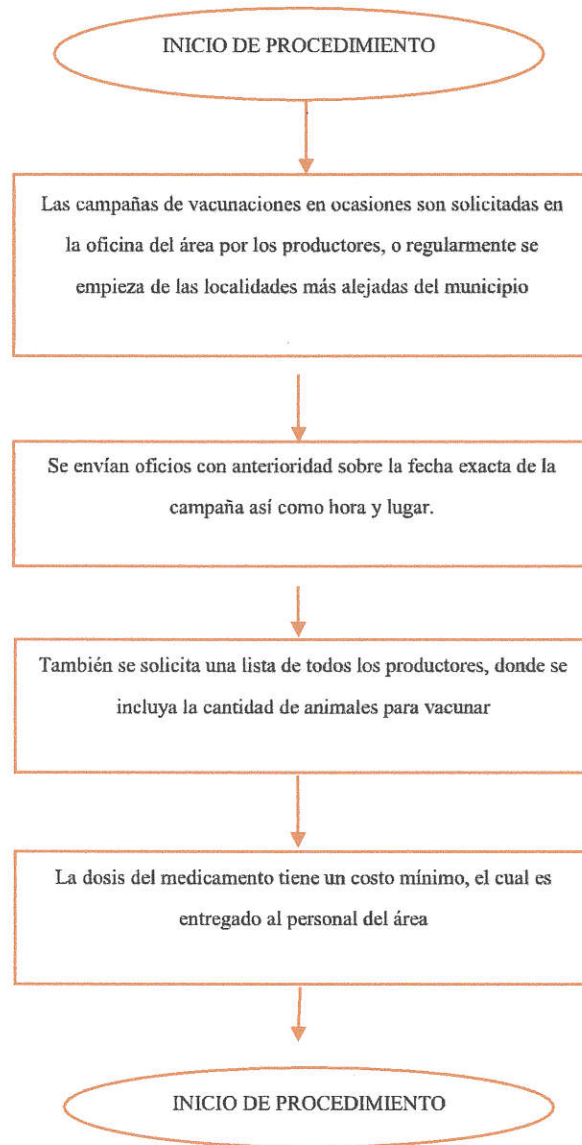 INICIO DE PROCEDIMIENTO
Las campañas de vacunaciones en ocasiones son solicitadas en
la oficina del área por los productores, o regularmente se
empieza de las localidades más alejadas del municipio
Se envían oficios con anterioridad sobre la fecha exacta de la
campaña así como hora y lugar.
También se solicita una lista de todos los productores, donde se
incluya la cantidad de animales para vacunar
La dosis del medicamento tiene un costo mínimo, el cual es
entregado al personal del área
INICIO DE PROCEDIMIENTO